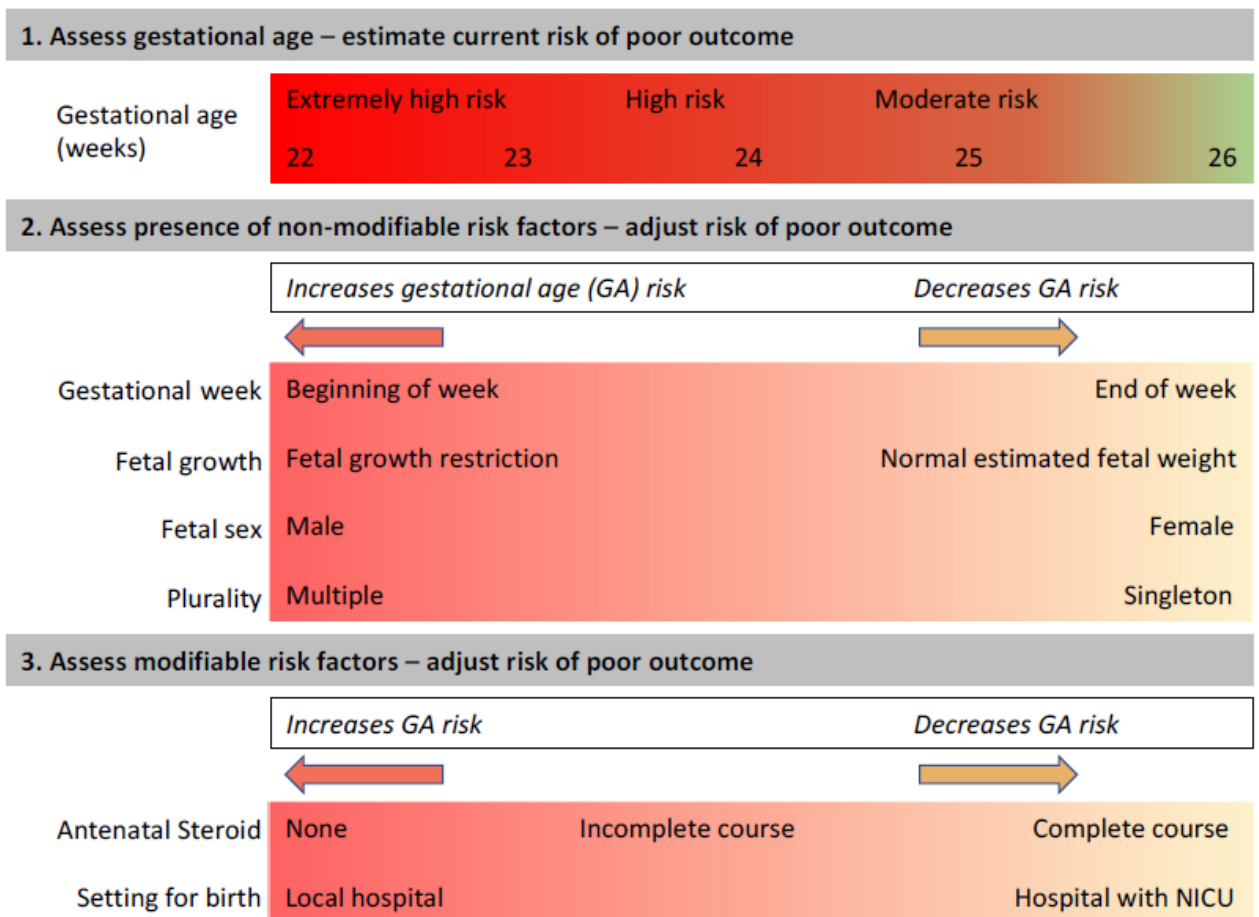 1. Assess gestational age – estimate current risk of poor outcome
Extremely high risk High risk Moderate risk
Gestational age
(weeks)
22 23 24 25 26
2. Assess presence of non-modifiable risk factors – adjust risk of poor outcome
Increases gestational age (GA) risk Decreases GA risk
Gestational week Beginning of week End of week
Fetal growth Fetal growth restriction Normal estimated fetal weight
Fetal sex Male Female
Plurality Multiple Singleton
3. Assess modifiable risk factors – adjust risk of poor outcome
Increases GA risk Decreases GA risk
Antenatal Steroid None Incomplete course Complete course
Setting for birth Local hospital Hospital with NICU